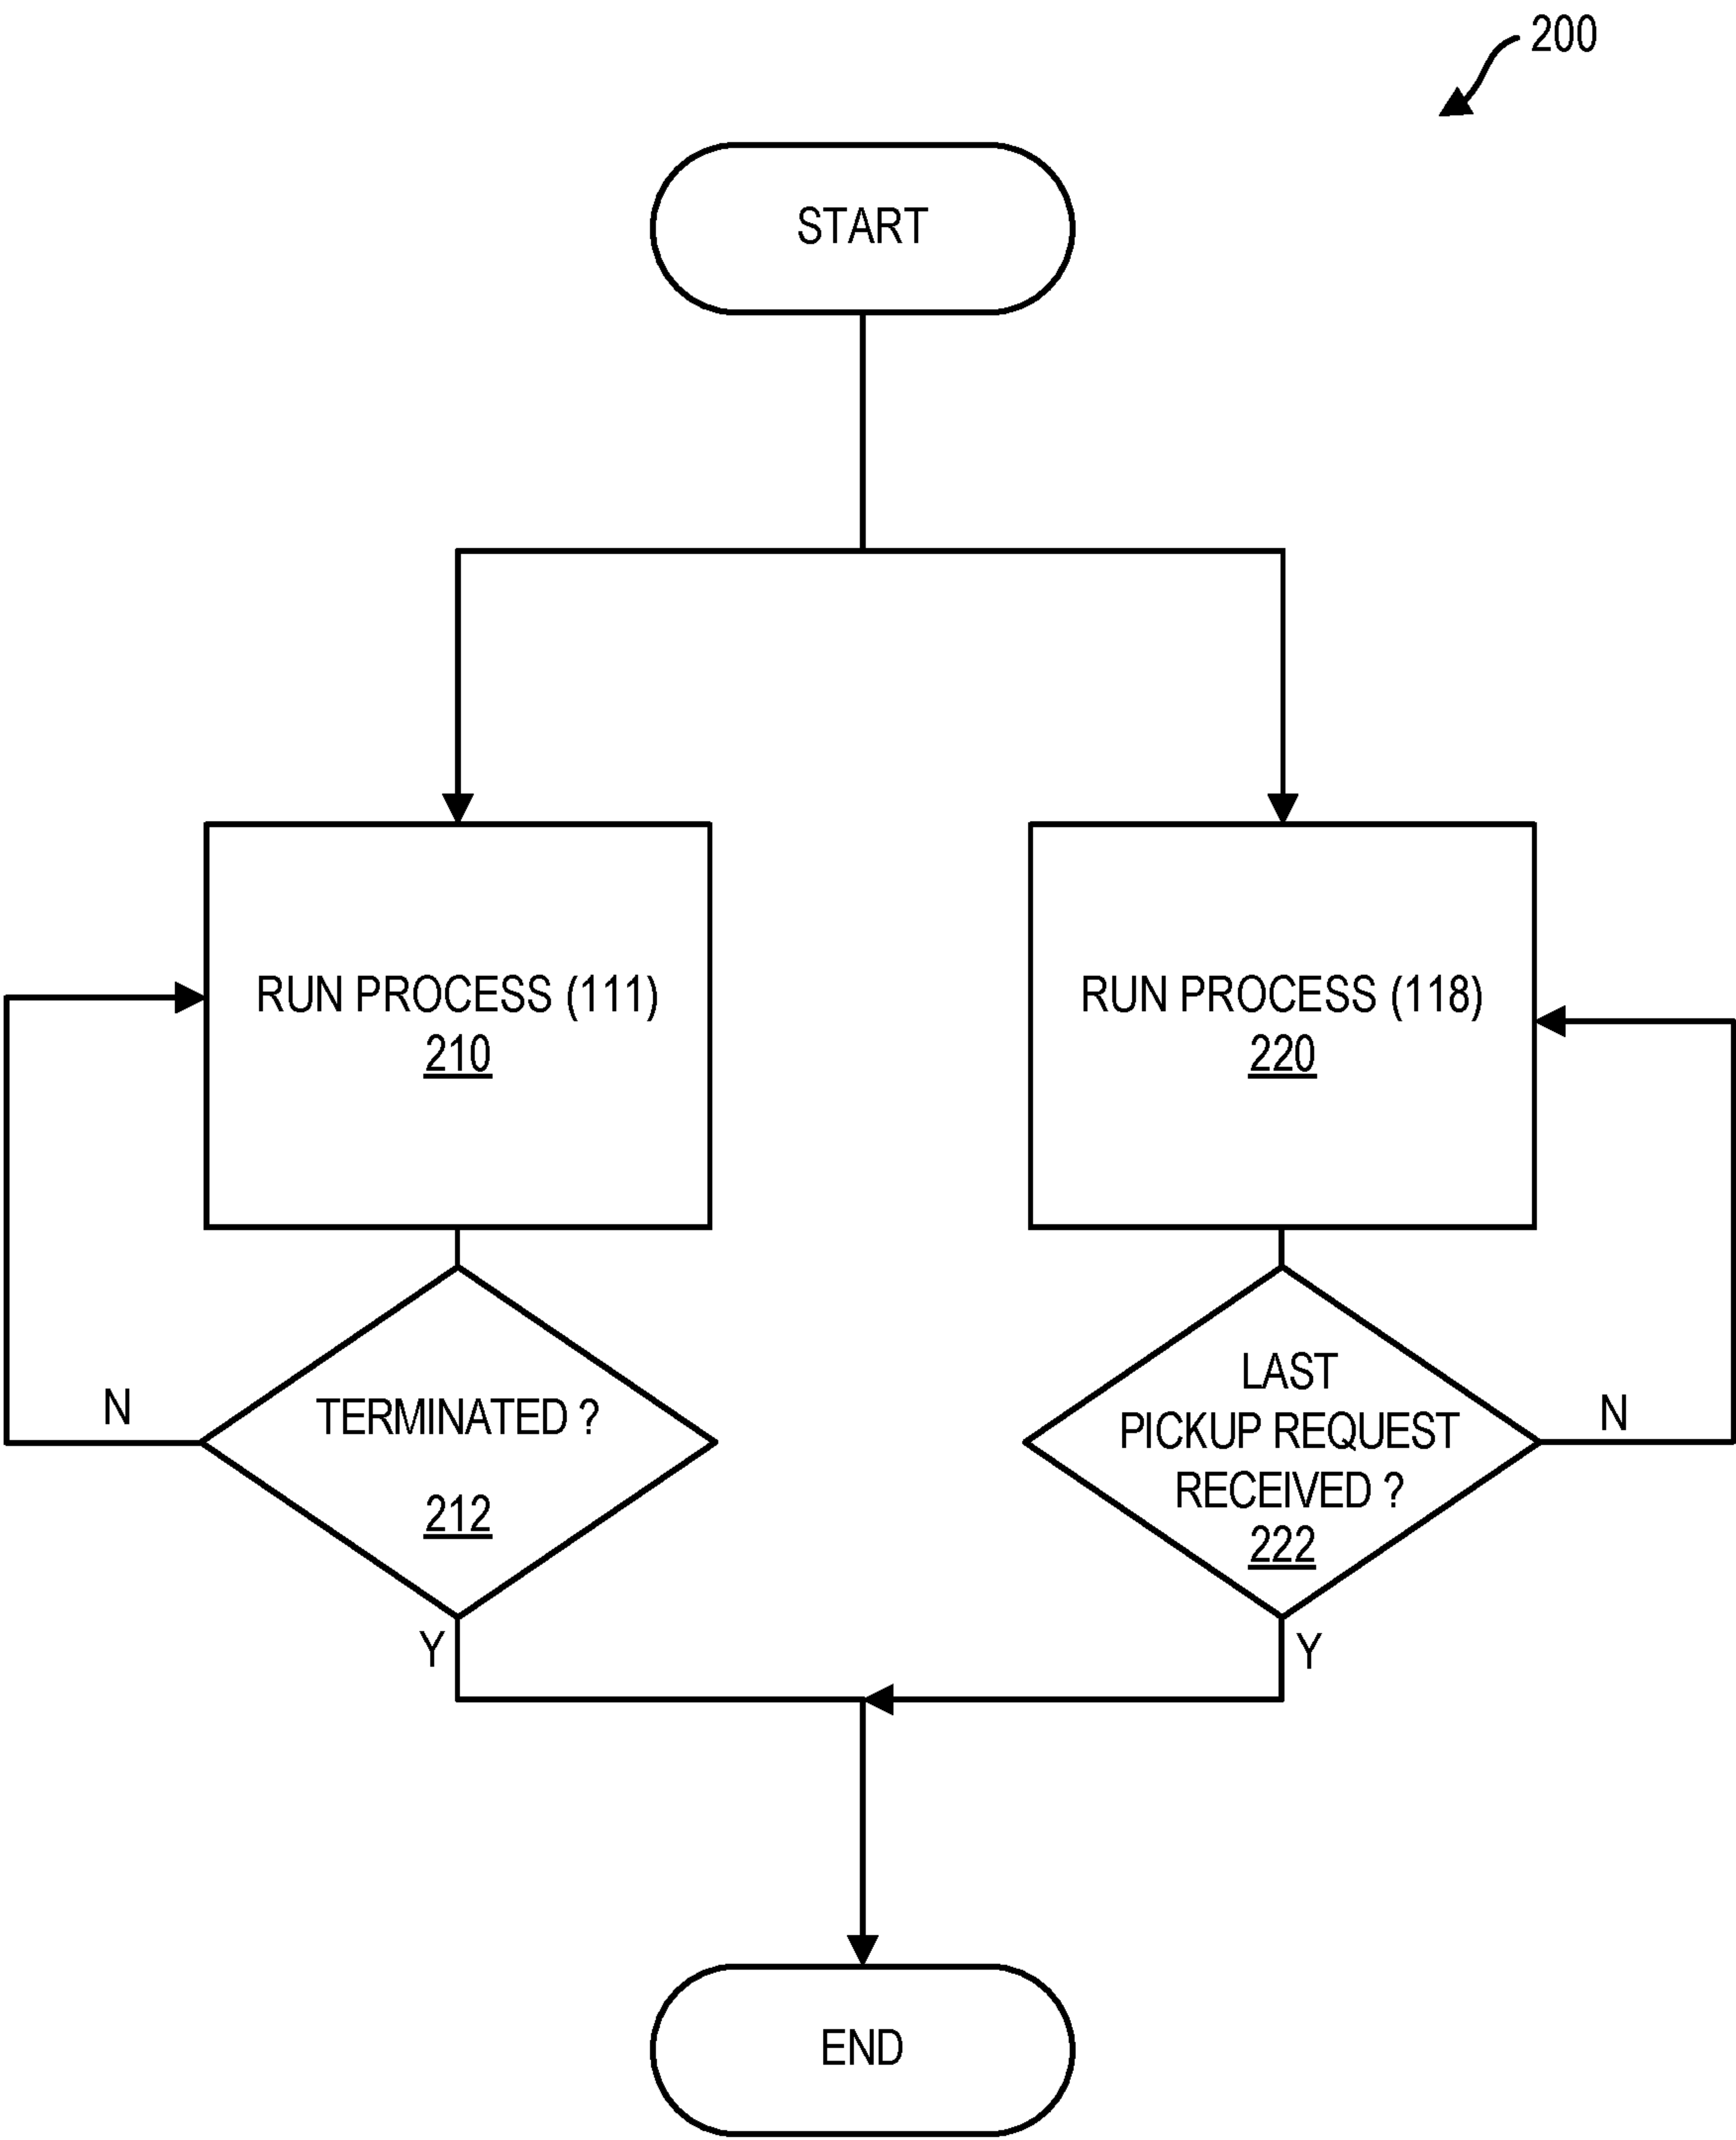 200
START
RUN PROCESS (111)
210
RUN PROCESS (118)
220
N
TERMINATED ?
212
LAST
PICKUP REQUEST
RECEIVED ?
222
N
Y
Y
END